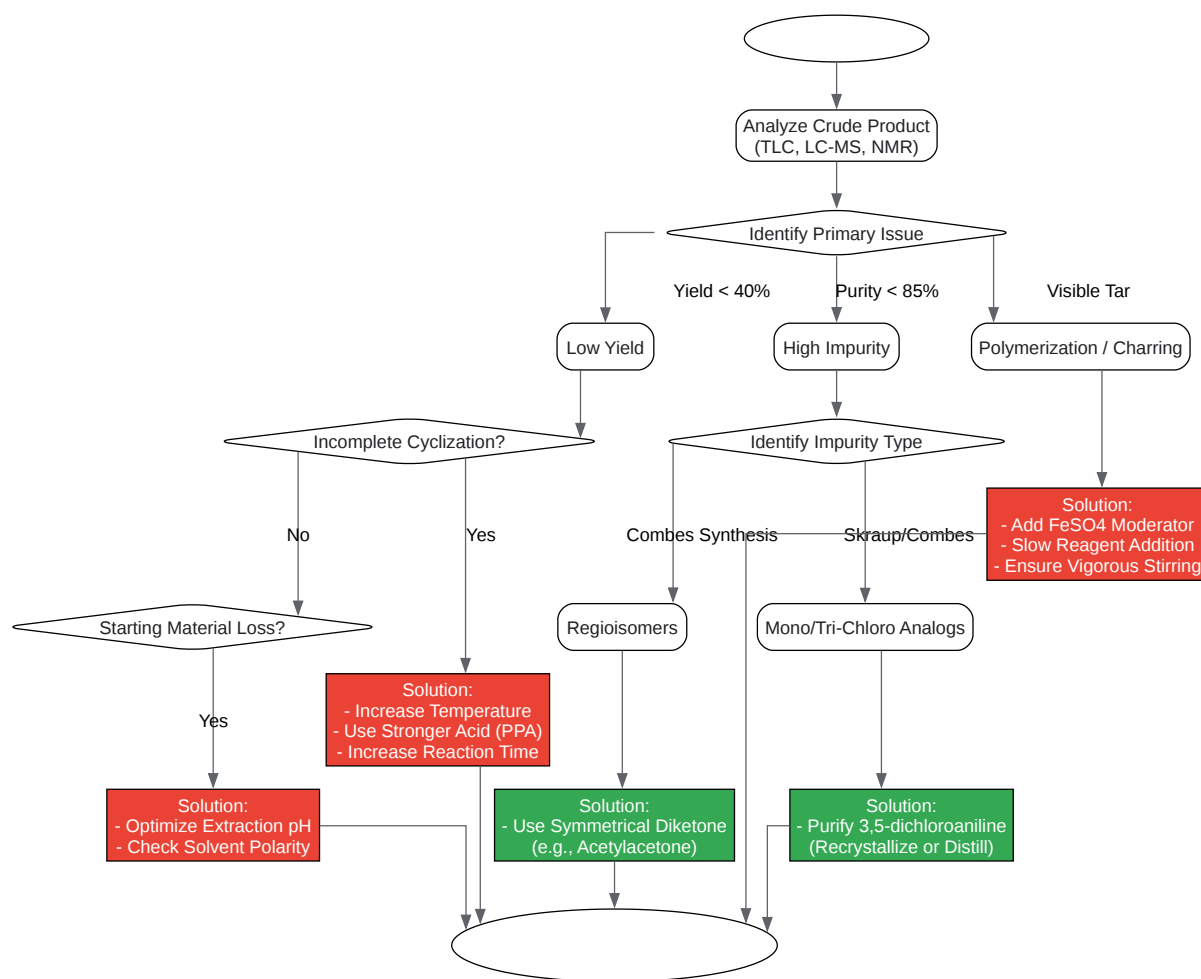 Analyze Crude Product
(TLC, LC-MS, NMR)
Identify Primary Issue
Yield < 40%
Purity < 85%
Visible Tar
Low Yield
High Impurity
Polymerization / Charring
Incomplete Cyclization?
Identify Impurity Type
Solution:
- Add FeSO4 Moderator
- Slow Reagent Addition
- Ensure Vigorous Stirring
No
Yes
Combes Synthesis
Skraup/Combes
Starting Material Loss?
Regioisomers
Mono/Tri-Chloro Analogs
Solution:
- Increase Temperature
- Use Stronger Acid (PPA)
- Increase Reaction Time
Yes
Solution:
- Optimize Extraction pH
- Check Solvent Polarity
Solution:
- Use Symmetrical Diketone
(e.g., Acetylacetone)
Solution:
- Purify 3,5-dichloroaniline
(Recrystallize or Distill)